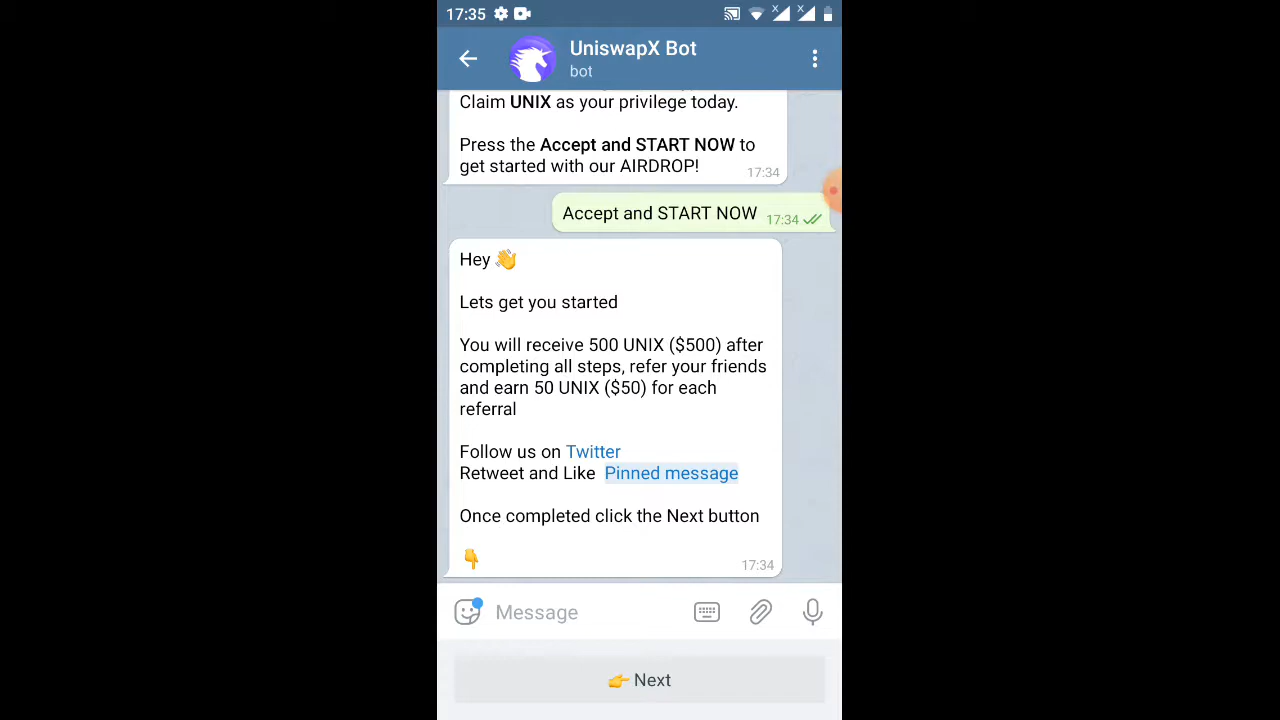 17:35
UniswapX Bot
bot
Claim UNIX as your privilege today.
Press the Accept and START NOW to
get started with our AIRDROP!
17:34
Accept and START NOW
17:34
Hey 👋
Lets get you started
You will receive 500 UNIX ($500) after
completing all steps, refer your friends
and earn 50 UNIX ($50) for each
referral
Follow us on Twitter
Retweet and Like Pinned message
Once completed click the Next button
👇
17:34
Message
👉 Next